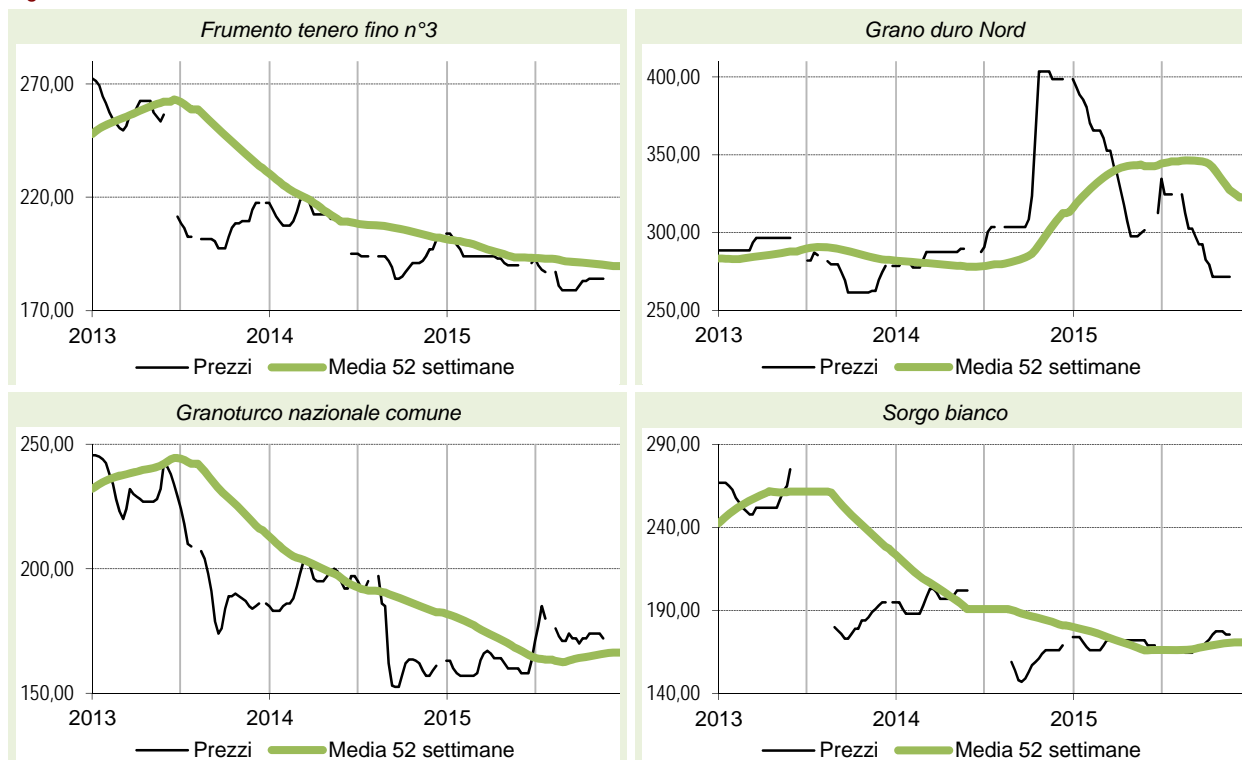 Frumento tenero fino n°3
270,00
220,00
170,00
2013 2014 2015
Prezzi Media 52 settimane
Grano duro Nord
400,00
350,00
300,00
250,00
2013 2014 2015
Prezzi Media 52 settimane
Granoturco nazionale comune
250,00
200,00
150,00
2013 2014 2015
Prezzi Media 52 settimane
Sorgo bianco
290,00
240,00
190,00
140,00
2013 2014 2015
Prezzi Media 52 settimane